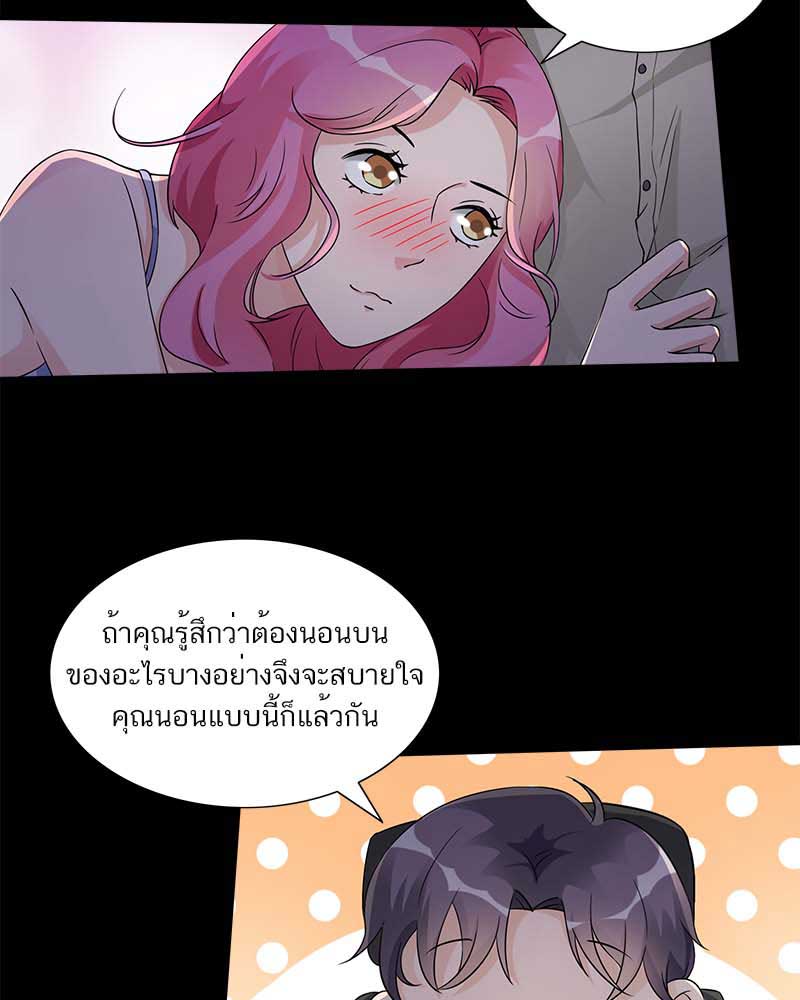 ถ้าคุณรู้สึกว่าต้องนอนบน
ของอะไรบางอย่างจึงจะสบายใจ
คุณนอนแบบนี้ก็แล้วกัน